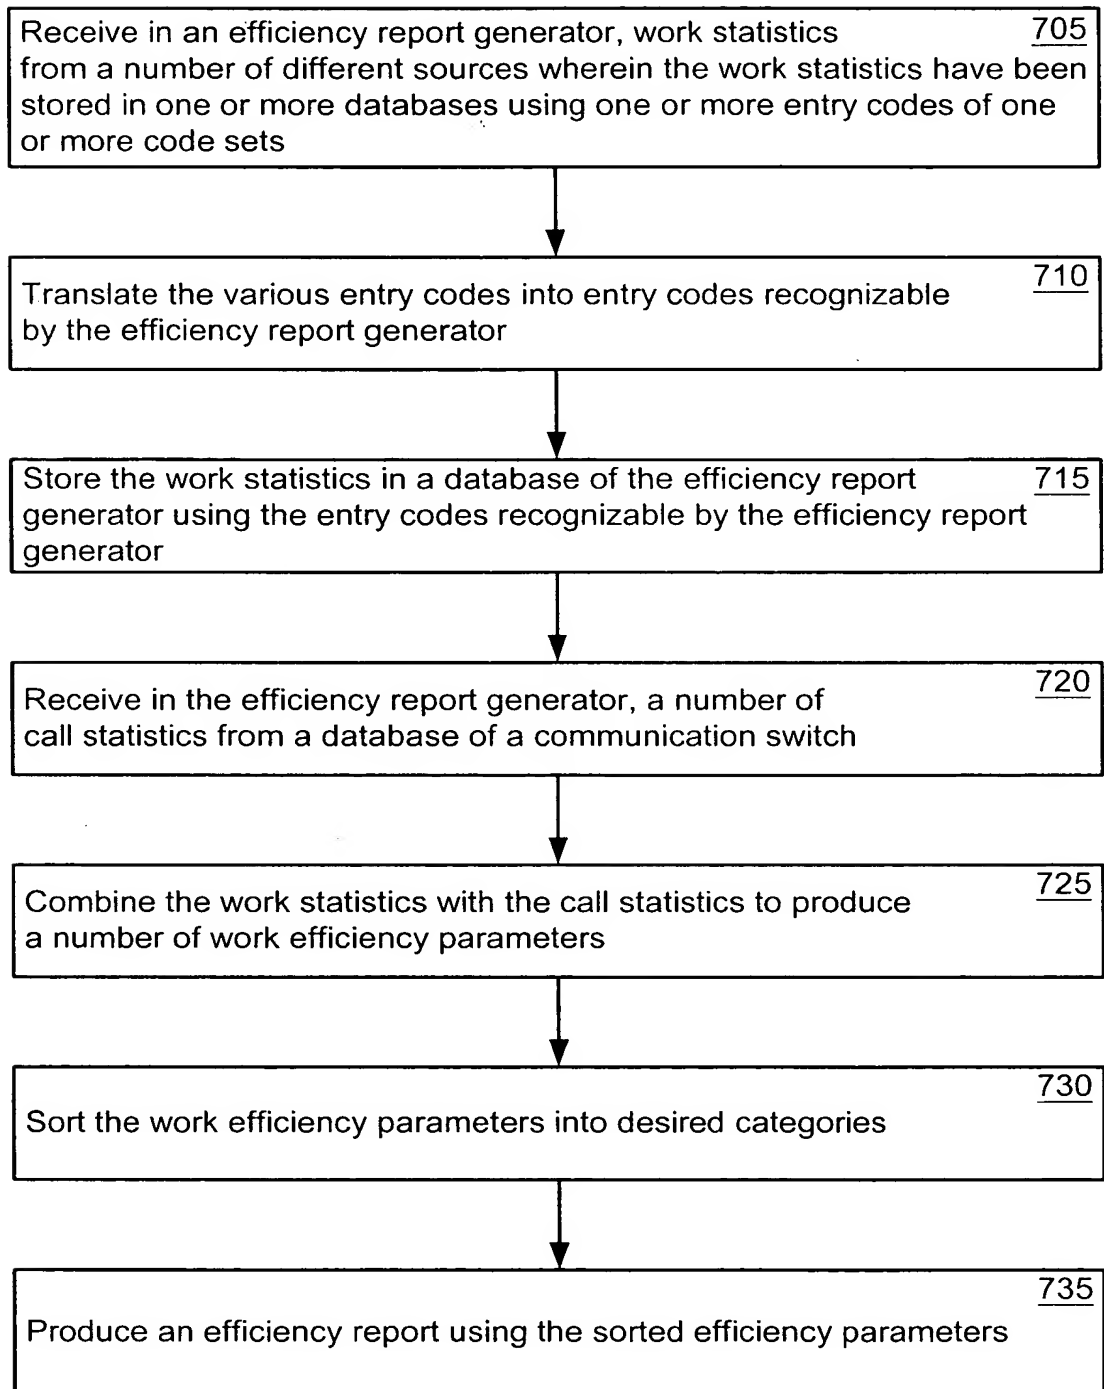 Receive in an efficiency report generator, work statistics 705
from a number of different sources wherein the work statistics have been
stored in one or more databases using one or more entry codes of one
or more code sets
710
Translate the various entry codes into entry codes recognizable
by the efficiency report generator
Store the work statistics in a database of the efficiency report 715
generator using the entry codes recognizable by the efficiency report
generator
720
Receive in the efficiency report generator, a number of
call statistics from a database of a communication switch
725
Combine the work statistics with the call statistics to produce
a number of work efficiency parameters
730
Sort the work efficiency parameters into desired categories
735
Produce an efficiency report using the sorted efficiency parameters